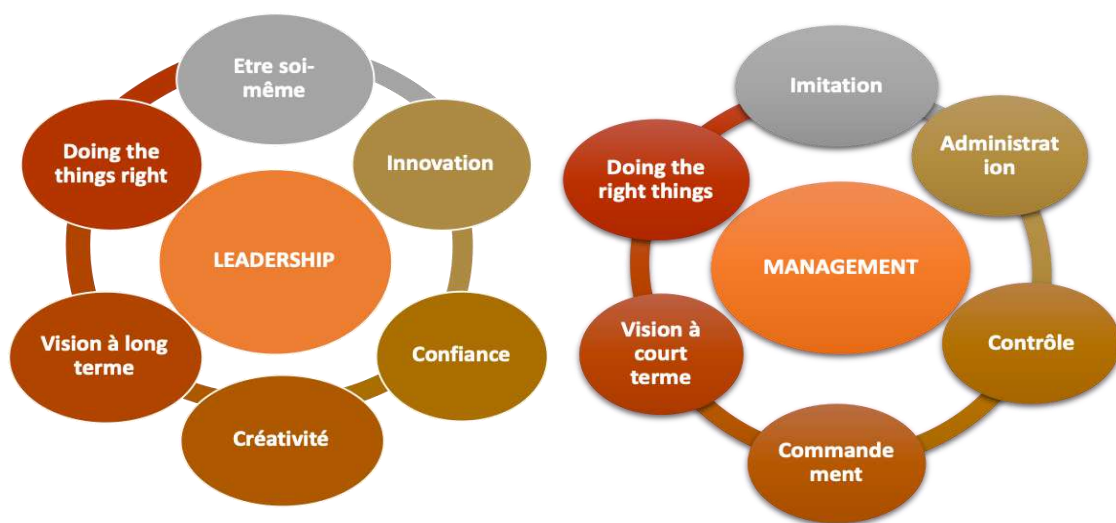 Etre soi-
même
Innovation
Confiance
Créativité
Vision à long
terme
Doing the
things right
LEADERSHIP
Imitation
Administrat
ion
Contrôle
Commande
ment
Vision à
court
terme
Doing the
right things
MANAGEMENT